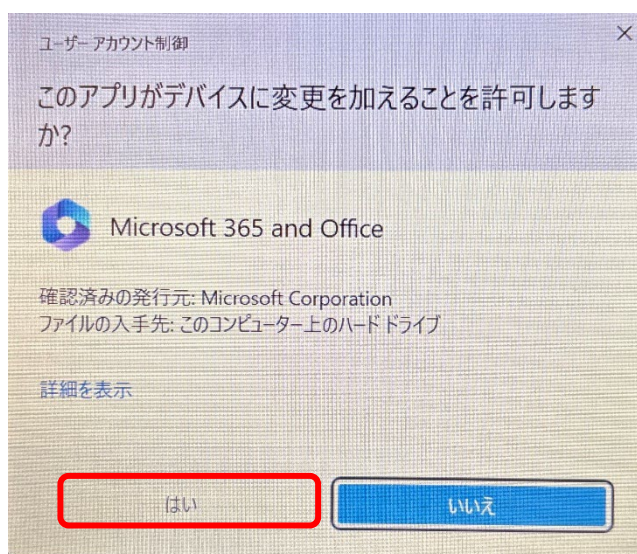 ユーザー アカウント制御
このアプリがデバイスに変更を加えることを許可します
か?
Microsoft 365 and Office
確認済みの発行元: Microsoft Corporation
ファイルの入手先: このコンピューター上のハード ドライブ
詳細を表示
はい
いいえ